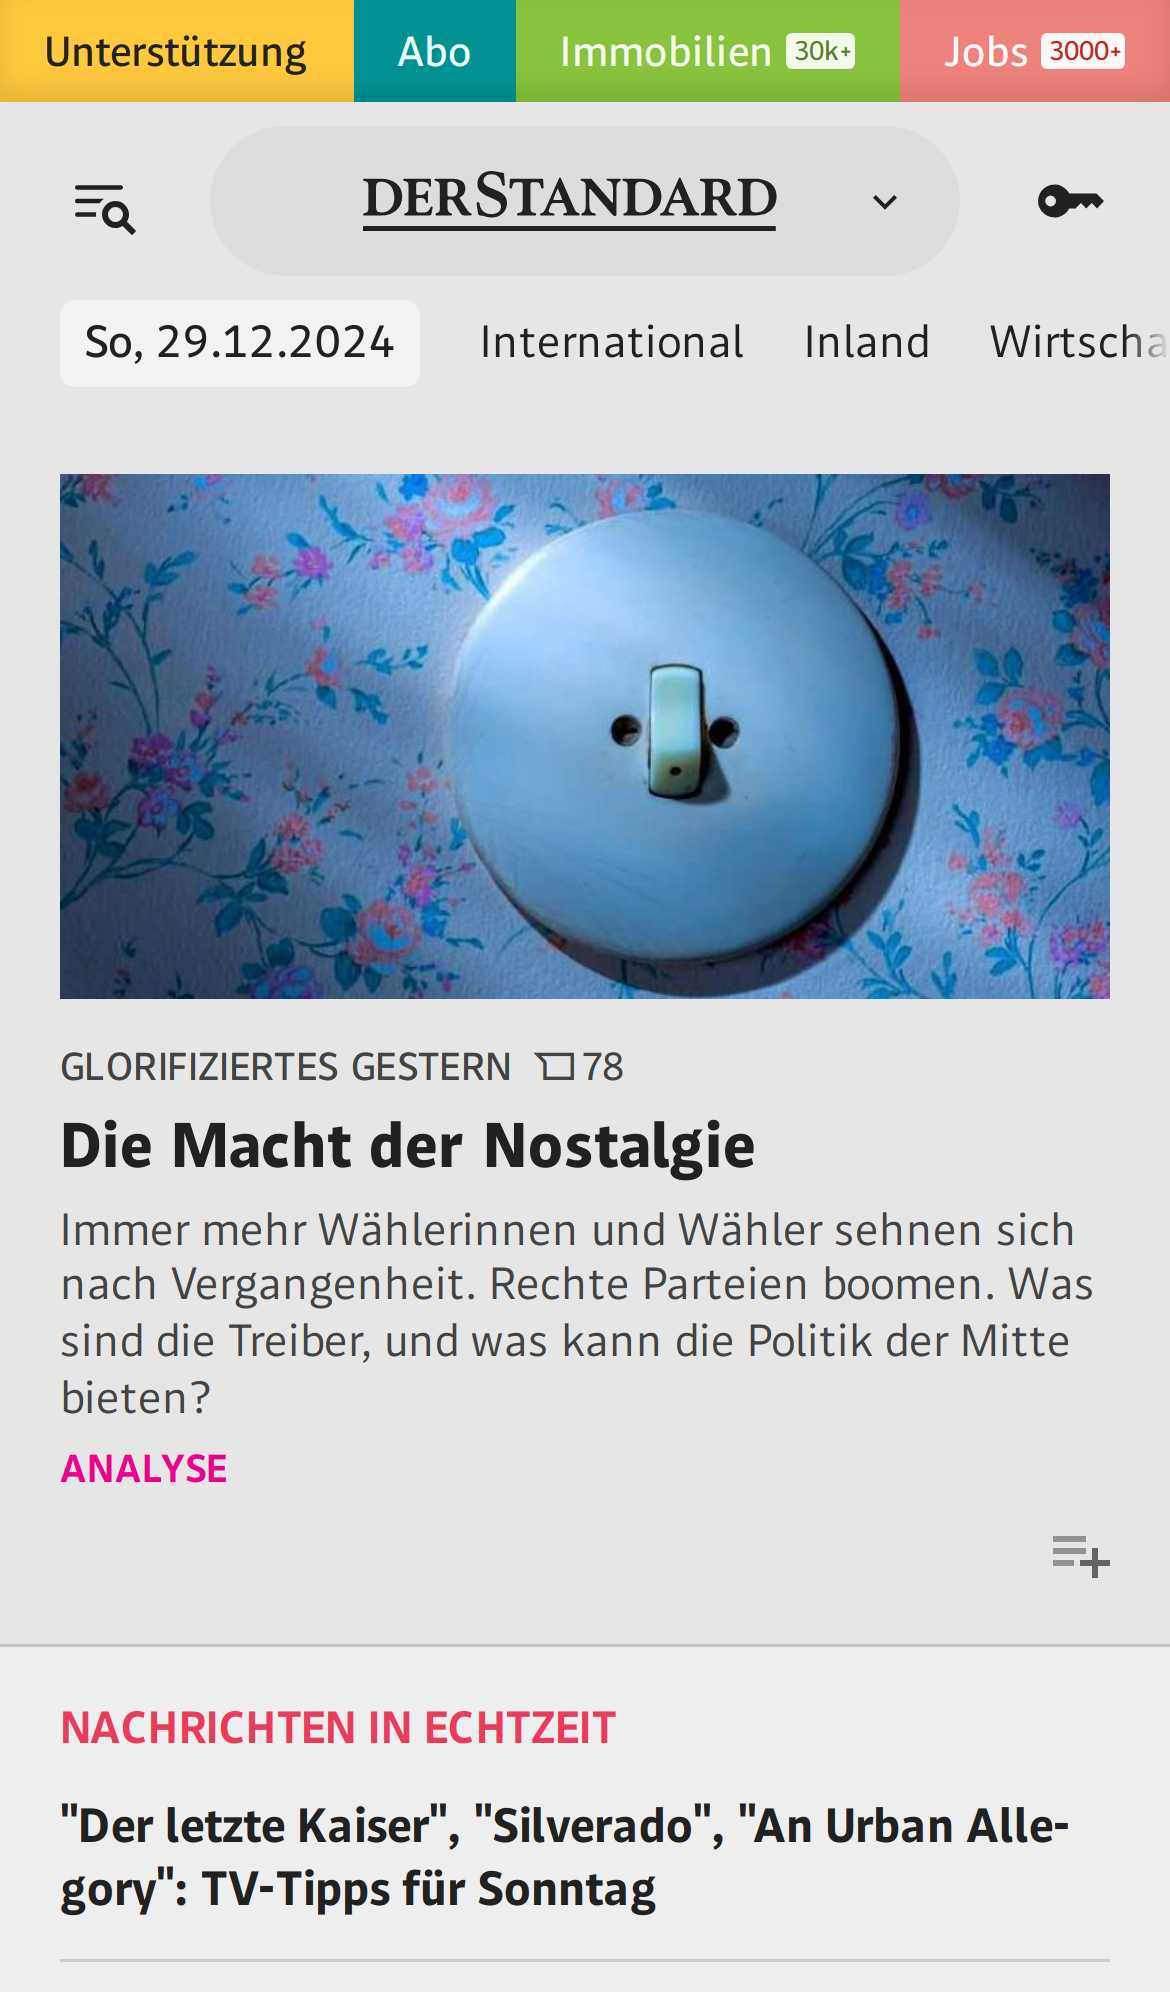 Unterstützung Abo Immobilien 30k+ Jobs 3000+
DERSTANDARD
So, 29.12.2024 International Inland Wirtscha
GLORIFIZIERTES GESTERN 78
Die Macht der Nostalgie
Immer mehr Wählerinnen und Wähler sehnen sich
nach Vergangenheit. Rechte Parteien boomen. Was
sind die Treiber, und was kann die Politik der Mitte
bieten?
ANALYSE
NACHRICHTEN IN ECHTZEIT
"Der letzte Kaiser", "Silverado", "An Urban Alle-
gory": TV-Tipps für Sonntag